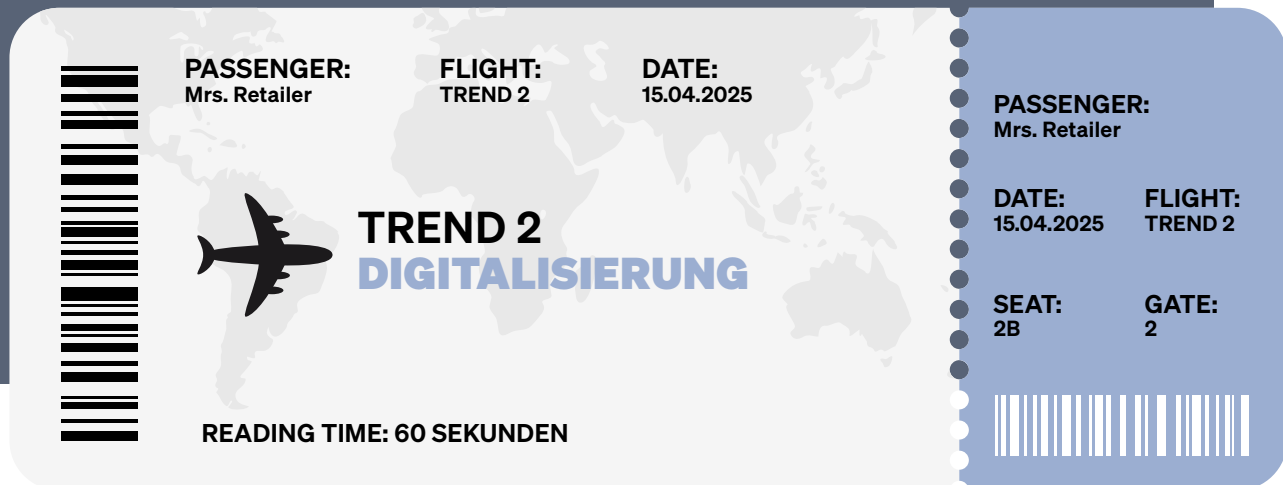 PASSENGER: FLIGHT: DATE:
Mrs. Retailer TREND 2 15.04.2025
TREND 2
DIGITALISIERUNG
READING TIME: 60 SEKUNDEN
PASSENGER:
Mrs. Retailer
DATE: FLIGHT:
15.04.2025 TREND 2
SEAT: GATE:
2B 2